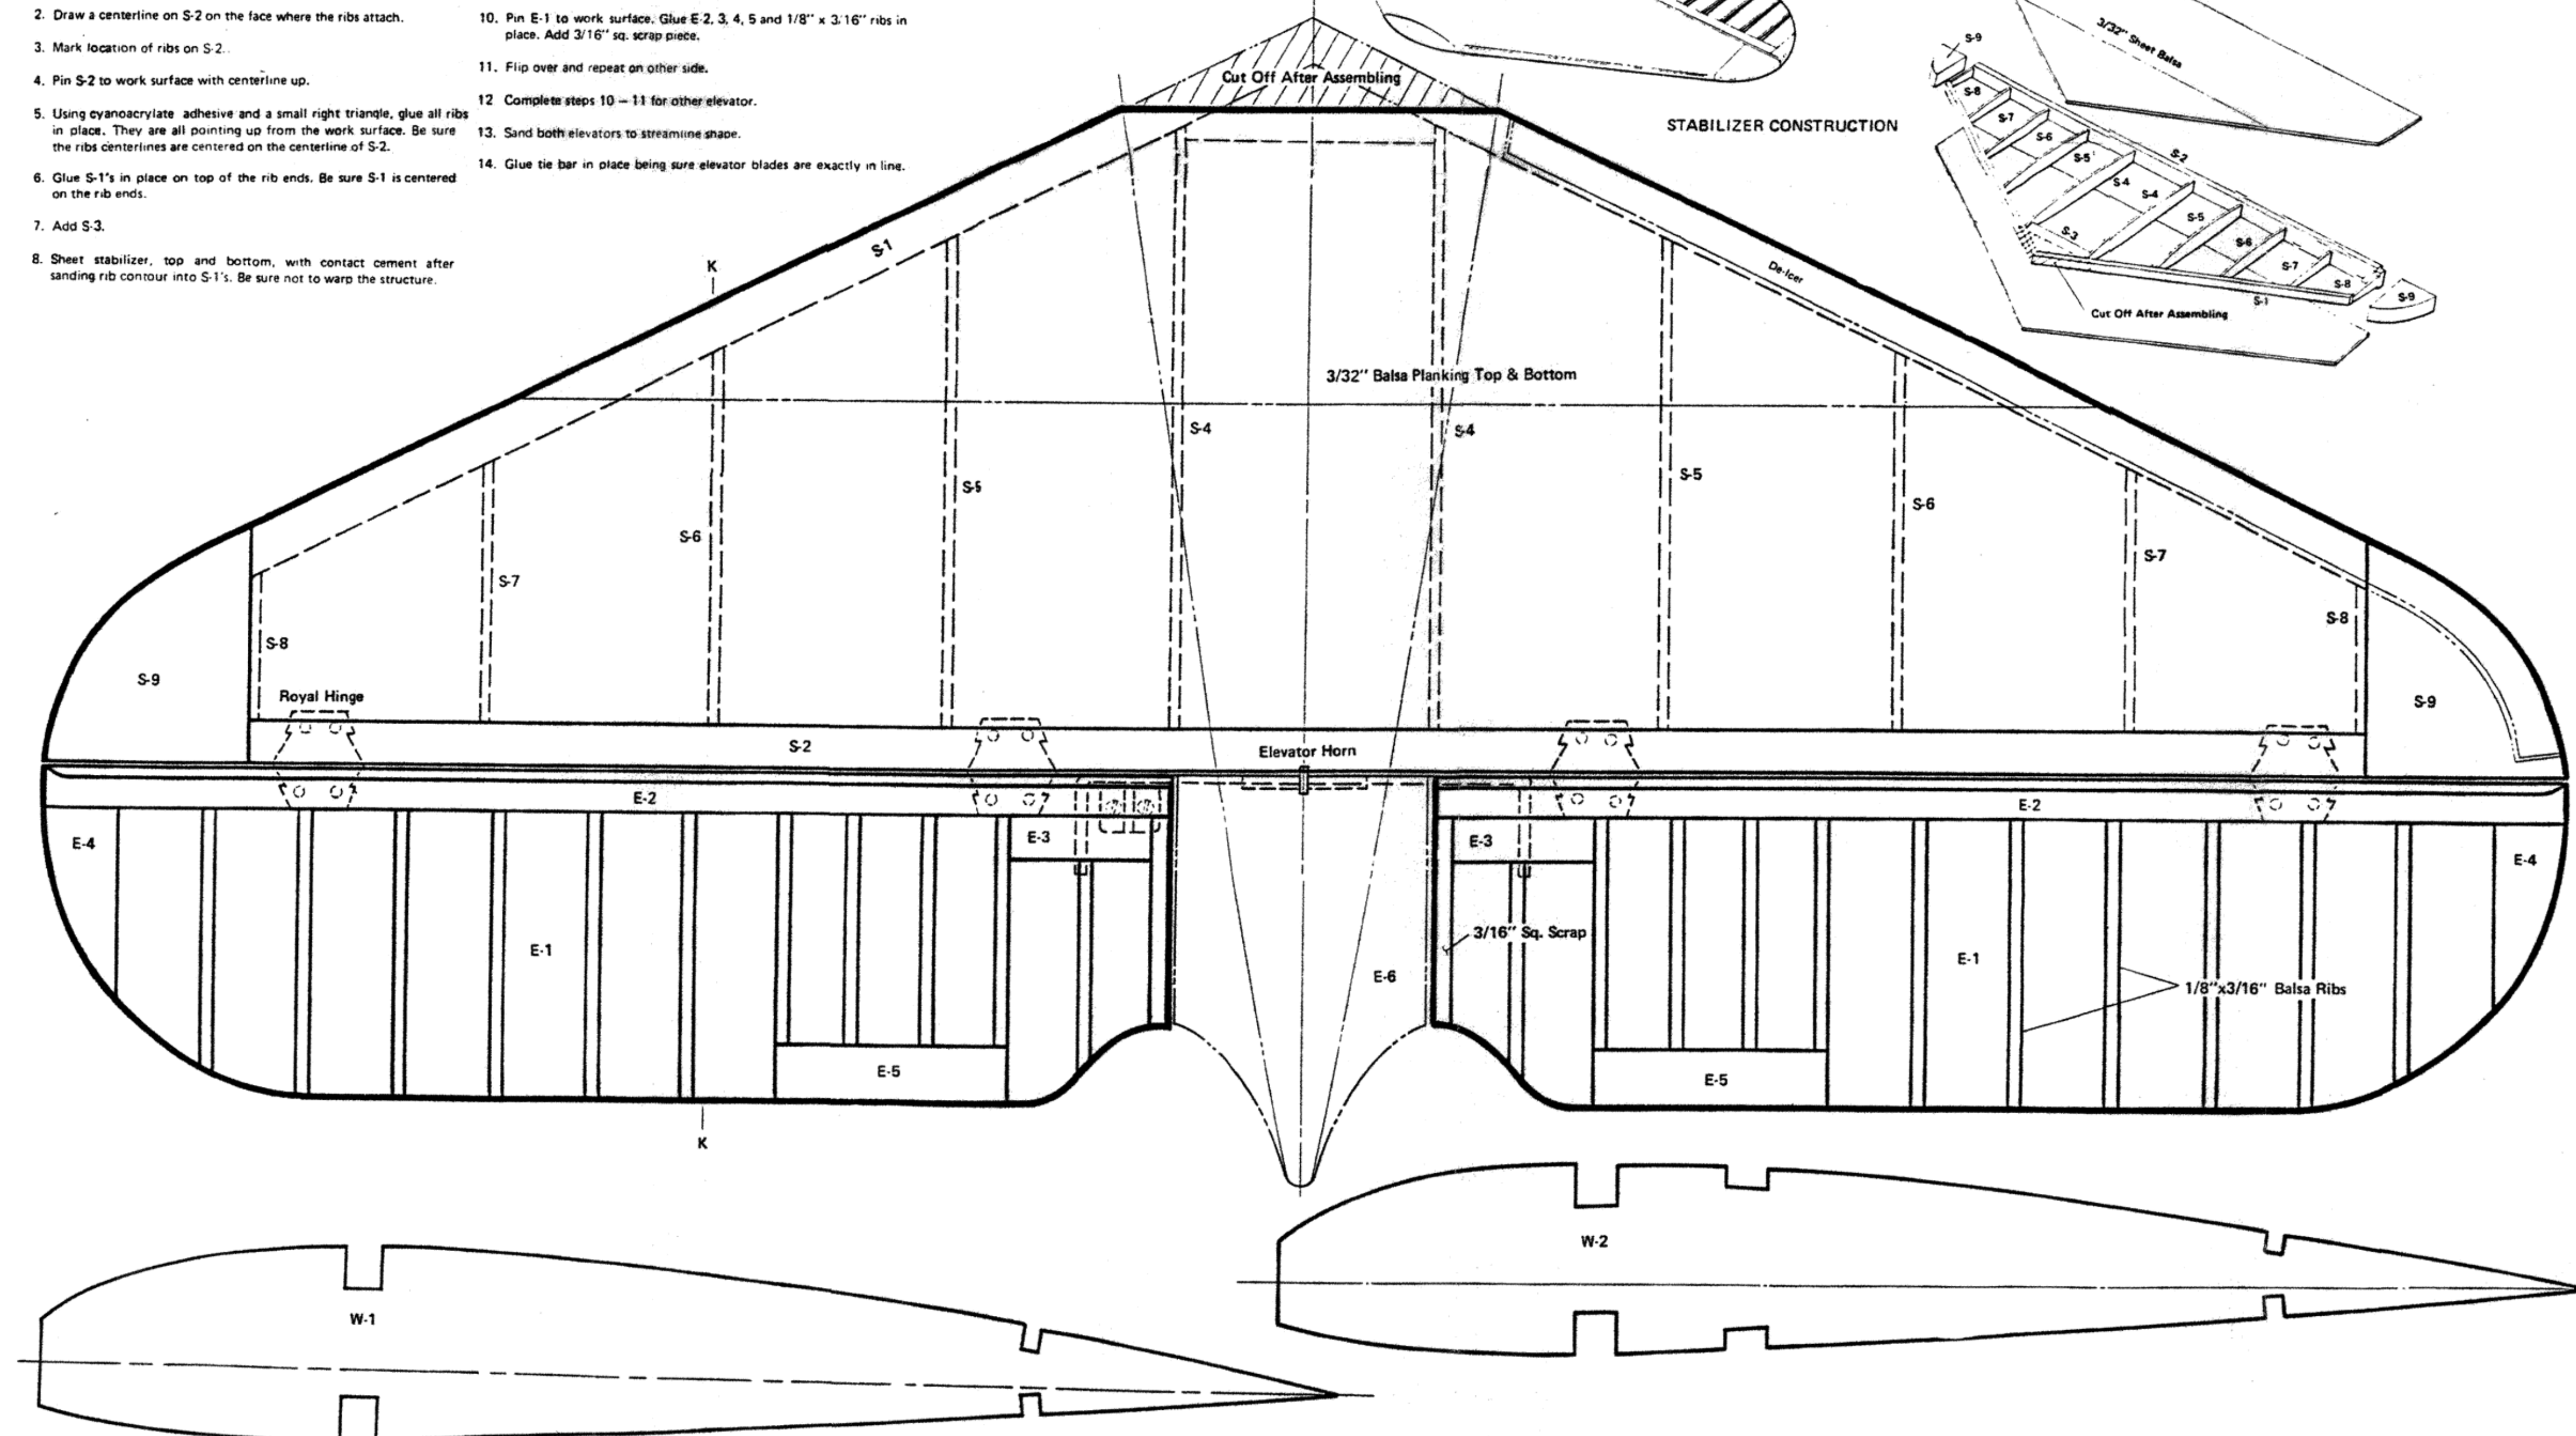 2. Draw a centerline on S-2 on the face where the ribs attach.
3. Mark location of ribs on S-2.
4. Pin S-2 to work surface with centerline up.
5. Using cyanoacrylate adhesive and a small right triangle, glue all ribs
in place. They are all pointing up from the work surface. Be sure
the ribs centerlines are centered on the centerline of S-2.
6. Glue S-1's in place on top of the rib ends. Be sure S-1 is centered
on the rib ends.
7. Add S-3.
8. Sheet stabilizer, top and bottom, with contact cement after
sanding rib contour into S-1's. Be sure not to warp the structure.
10. Pin E-1 to work surface. Glue E-2, 3, 4, 5 and 1/8" x 3/16" ribs in
place. Add 3/16" sq. scrap piece.
11. Flip over and repeat on other side.
12 Complete steps 10 – 11 for other elevator.
13. Sand both elevators to streamline shape.
14. Glue tie bar in place being sure elevator blades are exactly in line.
Cut Off After Assembling
STABILIZER CONSTRUCTION
3/32" Sheet Balsa
S-9
S-8
S-7
S-6
S-5
S-4
S-4
S-5
S-6
S-7
S-8
S-9
S-2
S-3
S-1
Cut Off After Assembling
K
S-1
De-Icer
3/32" Balsa Planking Top & Bottom
S-4
S-4
S-5
S-5
S-6
S-6
S-7
S-7
S-8
S-8
S-9
S-9
Royal Hinge
S-2
Elevator Horn
E-2
E-2
E-3
E-3
E-4
E-4
3/16" Sq. Scrap
E-1
E-1
E-6
1/8"x3/16" Balsa Ribs
E-5
E-5
K
W-2
W-1